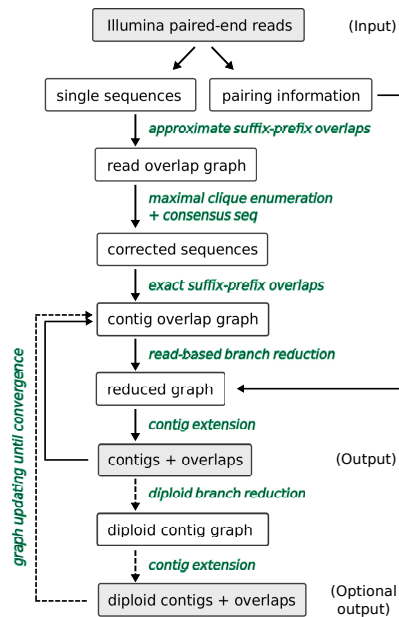 Illumina paired-end reads
(Input)
single sequences
pairing information
approximate suffix-prefix overlaps
read overlap graph
maximal clique enumeration
+ consensus seq
corrected sequences
exact suffix-prefix overlaps
contig overlap graph
read-based branch reduction
reduced graph
contig extension
contigs + overlaps
(Output)
diploid branch reduction
diploid contig graph
contig extension
diploid contigs + overlaps
(Optional
output)
graph updating until convergence